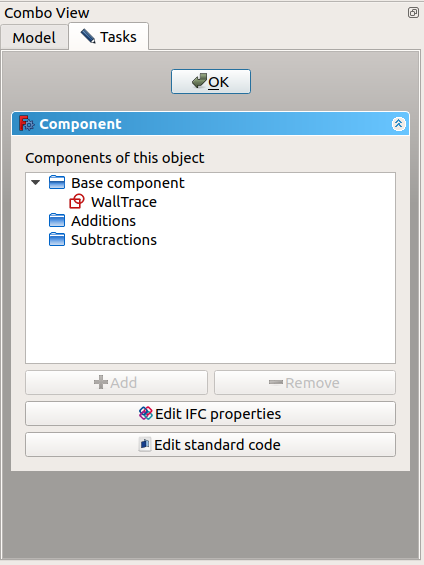 Combo View
Model
Tasks
OK
Component
Components of this object
Base component
WallTrace
Additions
Subtractions
Add
Remove
Edit IFC properties
Edit standard code